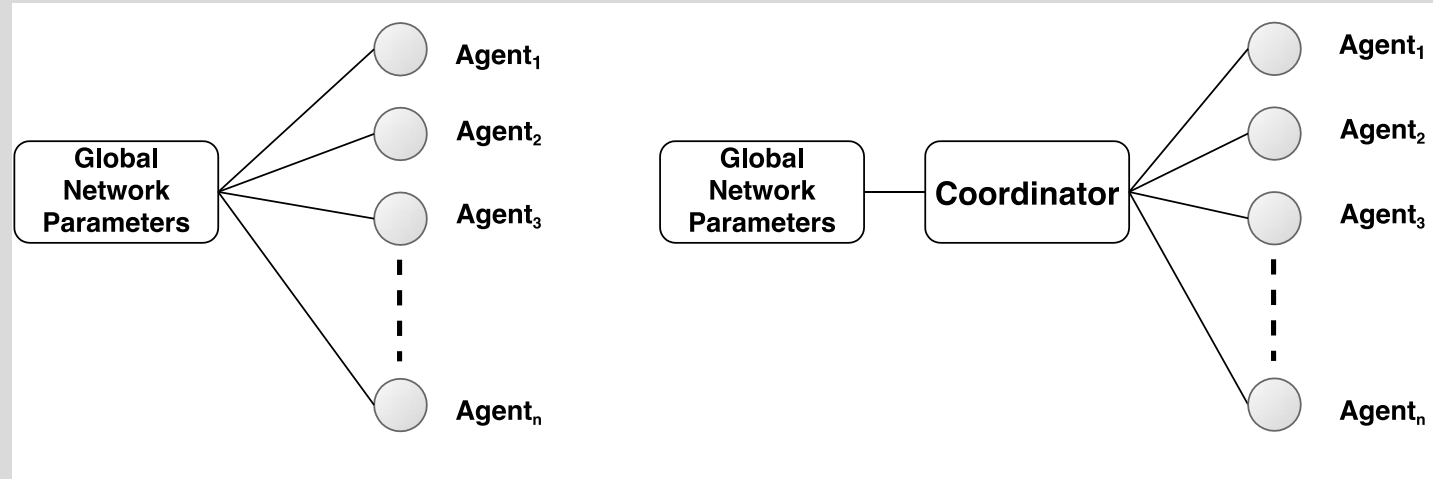 Agent₁
Agent₂
Global
Network
Parameters
Agent₃
Agentₙ
Agent₁
Agent₂
Global
Network
Parameters
Coordinator
Agent₃
Agentₙ